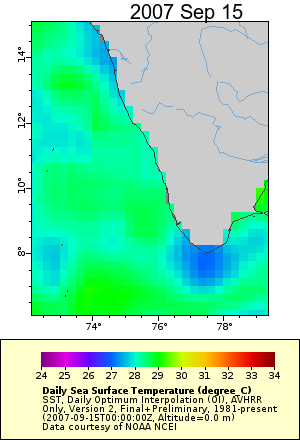 2007 Sep 15
14°
12°
10°
8°
74° 76° 78°
24 25 26 27 28 29 30 31 32 33 34
Daily Sea Surface Temperature (degree_C)
SST, Daily Optimum Interpolation (OI), AVHRR
Only, Version 2, Final+Preliminary, 1981-present
(2007-09-15T00:00:00Z, Altitude=0.0 m)
Data courtesy of NOAA NCEI